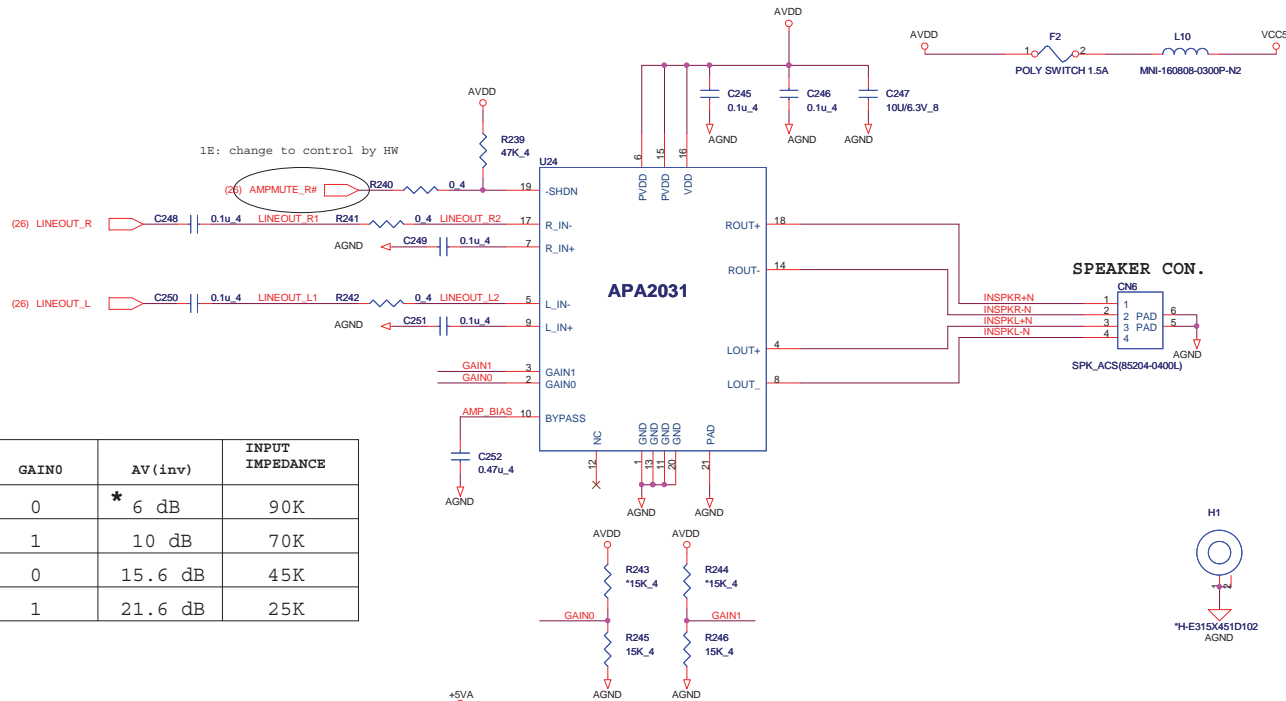 AVDD
AVDD
F2
L10
VCC5
1
2
POLY SWITCH 1.5A
MNI-160808-0300P-N2
AVDD
C245
0.1u_4
C246
0.1u_4
C247
10U/6.3V_8
AGND
AGND
AGND
R239
47K_4
1E: change to control by HW
U24
6
15
16
PVDD
PVDD
VDD
(26) AMPMUTE_R#
R240
0_4
19
-SHDN
(26) LINEOUT_R
C248
0.1u_4
LINEOUT_R1
R241
0_4
LINEOUT_R2
17
R_IN-
ROUT+
18
AGND
C249
0.1u_4
7
R_IN+
ROUT-
14
SPEAKER CON.
CN6
APA2031
(26) LINEOUT_L
C250
0.1u_4
LINEOUT_L1
R242
0_4
LINEOUT_L2
5
L_IN-
INSPKR+N
1
1
INSPKR-N
2
2
PAD
6
AGND
C251
0.1u_4
9
L_IN+
INSPKL+N
3
3
PAD
5
INSPKL-N
4
4
AGND
LOUT+
4
SPK_ACS(85204-0400L)
GAIN1
3
GAIN1
GAIN0
2
GAIN0
LOUT_
8
AMP_BIAS
10
BYPASS
NC
GND
GND
GND
GND
PAD
12
1
13
11
20
21
C252
0.47u_4
AGND
AGND
AGND
GAIN0
AV(inv)
INPUT
IMPEDANCE
0
* 6 dB
90K
1
10 dB
70K
0
15.6 dB
45K
1
21.6 dB
25K
AVDD
AVDD
R243
*15K_4
R244
*15K_4
GAIN0
GAIN1
R245
15K_4
R246
15K_4
AGND
AGND
H1
1
2
*H-E315X451D102
AGND
+5VA